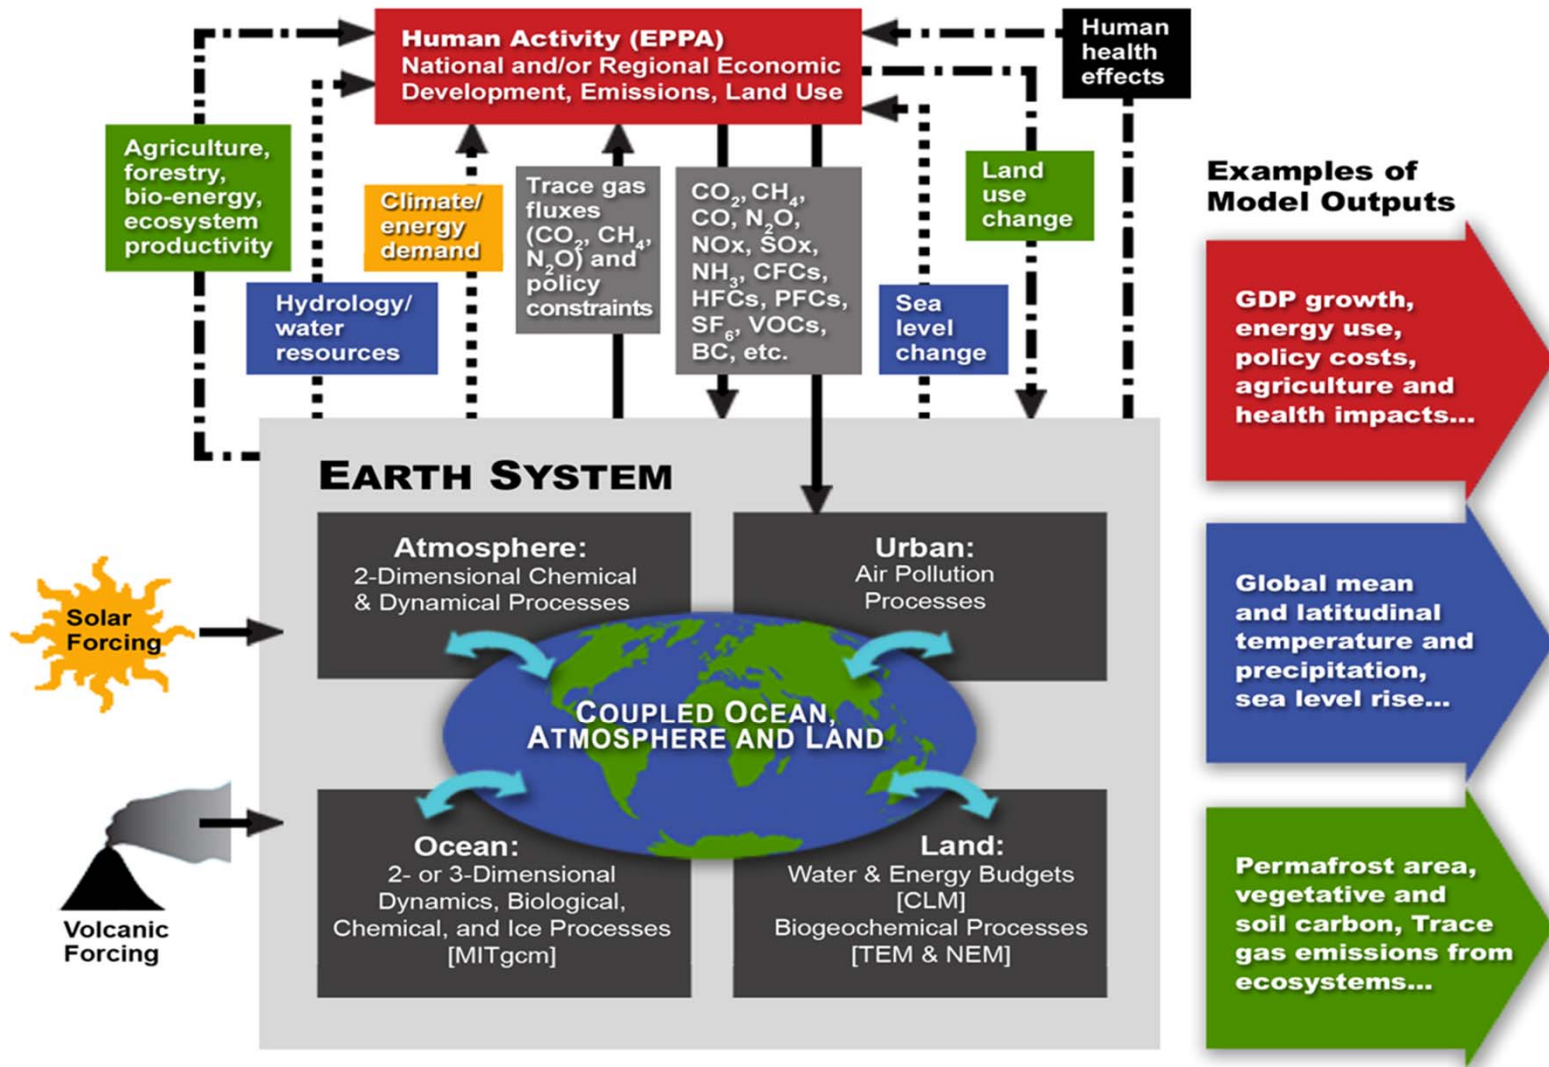 Human Activity (EPPA)
National and/or Regional Economic
Development, Emissions, Land Use
Human
health
effects
Agriculture,
forestry,
bio-energy,
ecosystem
productivity
Hydrology/
water
resources
Climate/
energy
demand
Trace gas
fluxes
(CO₂, CH₄,
N₂O) and
policy
constraints
CO₂, CH₄,
CO, N₂O,
NOx, SOx,
NH₃, CFCs,
HFCs, PFCs,
SF₆, VOCs,
BC, etc.
Sea
level
change
Land
use
change
EARTH SYSTEM
Atmosphere:
2-Dimensional Chemical
& Dynamical Processes
Urban:
Air Pollution
Processes
Solar
Forcing
COUPLED OCEAN,
ATMOSPHERE AND LAND
Volcanic
Forcing
Ocean:
2- or 3-Dimensional
Dynamics, Biological,
Chemical, and Ice Processes
[MITgcm]
Land:
Water & Energy Budgets
[CLM]
Biogeochemical Processes
[TEM & NEM]
Examples of
Model Outputs
GDP growth,
energy use,
policy costs,
agriculture and
health impacts...
Global mean
and latitudinal
temperature and
precipitation,
sea level rise...
Permafrost area,
vegetative and
soil carbon, Trace
gas emissions from
ecosystems...